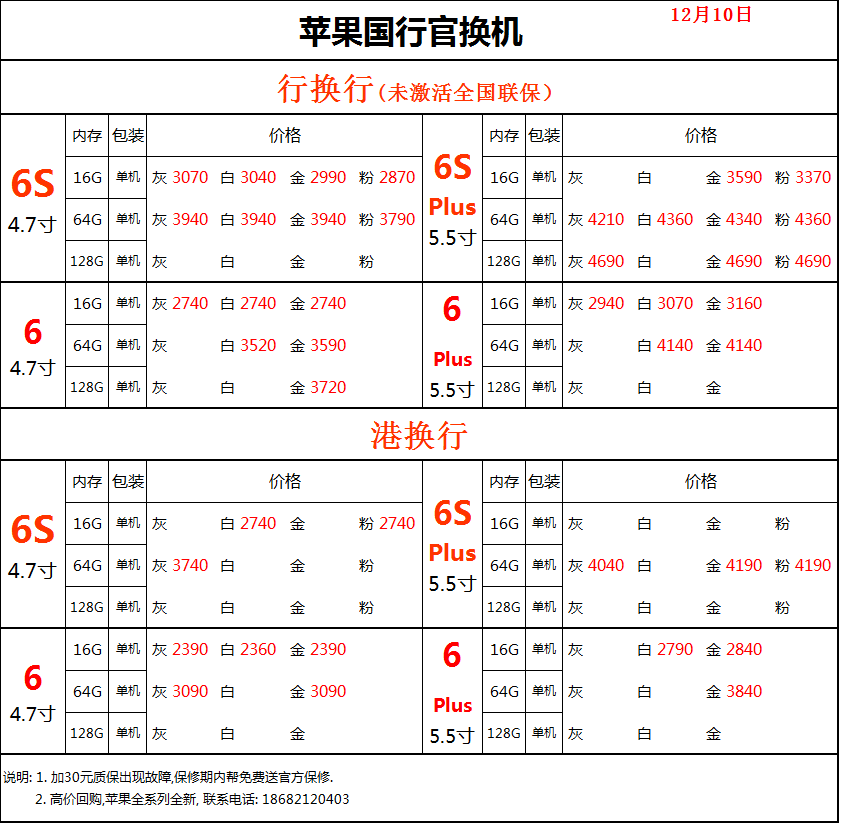 苹果国行官换机
12月10日
行换行(未激活全国联保)
内存 包装 价格 内存 包装 价格
6S 4.7寸
16G 单机 灰 3070 白 3040 金 2990 粉 2870
64G 单机 灰 3940 白 3940 金 3940 粉 3790
128G 单机 灰 白 金 粉
6S Plus 5.5寸
16G 单机 灰 白 金 3590 粉 3370
64G 单机 灰 4210 白 4360 金 4340 粉 4360
128G 单机 灰 4690 白 金 4690 粉 4690
6 4.7寸
16G 单机 灰 2740 白 2740 金 2740
64G 单机 灰 白 3520 金 3590
128G 单机 灰 白 金 3720
6 Plus 5.5寸
16G 单机 灰 2940 白 3070 金 3160
64G 单机 灰 白 4140 金 4140
128G 单机 灰 白 金
港换行
内存 包装 价格 内存 包装 价格
6S 4.7寸
16G 单机 灰 白 2740 金 粉 2740
64G 单机 灰 3740 白 金 粉
128G 单机 灰 白 金 粉
6S Plus 5.5寸
16G 单机 灰 白 金 粉
64G 单机 灰 4040 白 金 4190 粉 4190
128G 单机 灰 白 金 粉
6 4.7寸
16G 单机 灰 2390 白 2360 金 2390
64G 单机 灰 3090 白 金 3090
128G 单机 灰 白 金
6 Plus 5.5寸
16G 单机 灰 白 2790 金 2840
64G 单机 灰 白 金 3840
128G 单机 灰 白 金
说明: 1. 加30元质保出现故障,保修期内帮免费送官方保修.
2. 高价回购,苹果全系列全新, 联系电话: 18682120403